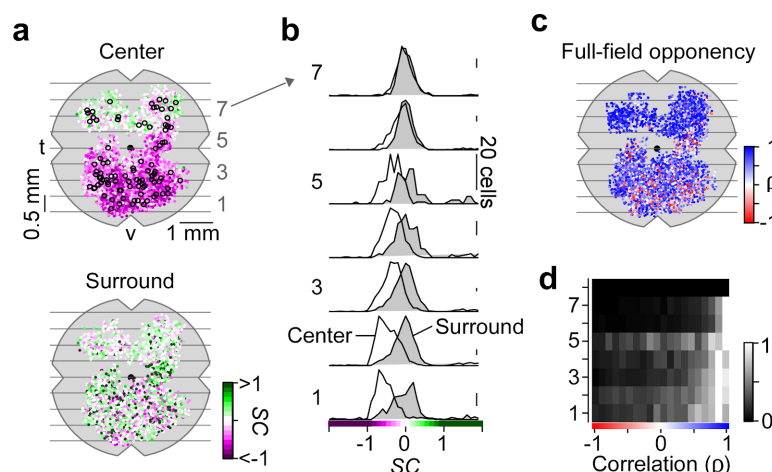 a
Center
7
5
3
1
t
v
0.5 mm
1 mm
Surround
>1
SC
<-1
b
7
5
3
1
20 cells
Center
Surround
-1 0 1
SC
c
Full-field opponency
1
ρ
-1
d
7
5
3
1
1
0
-1 0 1
Correlation (ρ)